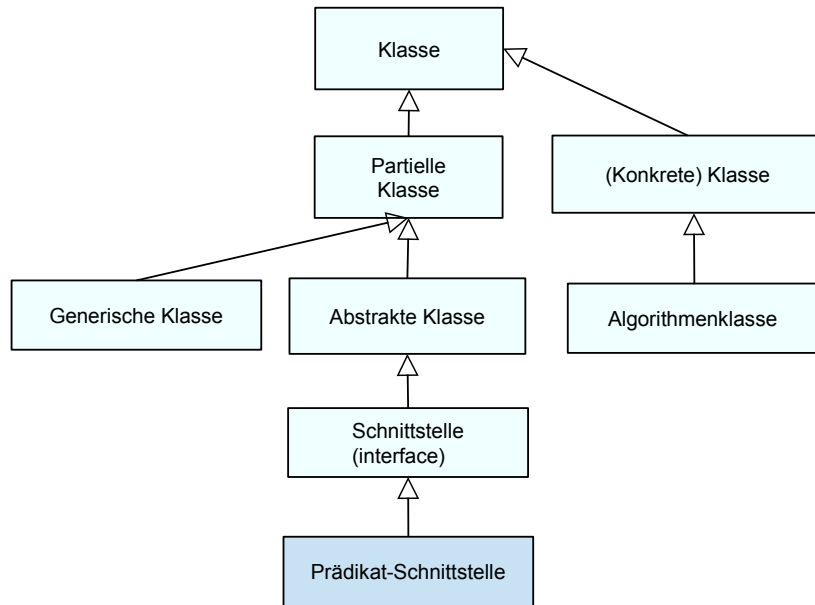 Klasse
Partielle
Klasse
(Konkrete) Klasse
Generische Klasse
Abstrakte Klasse
Algorithmenklasse
Schnittstelle
(interface)
Prädikat-Schnittstelle